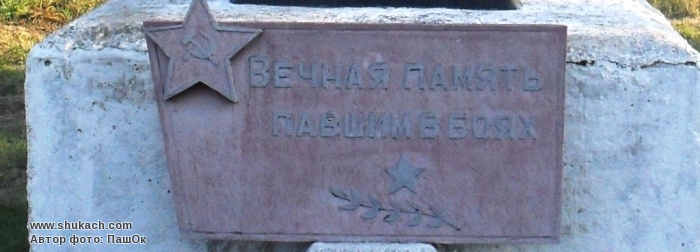 Вечная память
павшим в боях
www.shukach.com
Автор фото: ПашОк